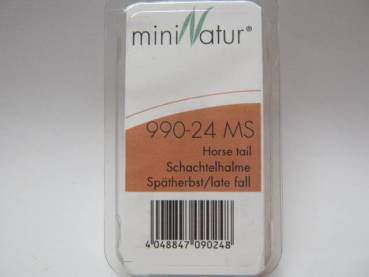 miniNatur®
990-24 MS
Horse tail
Schachtelhalme
Spätherbst/late fall
4 048847 090248